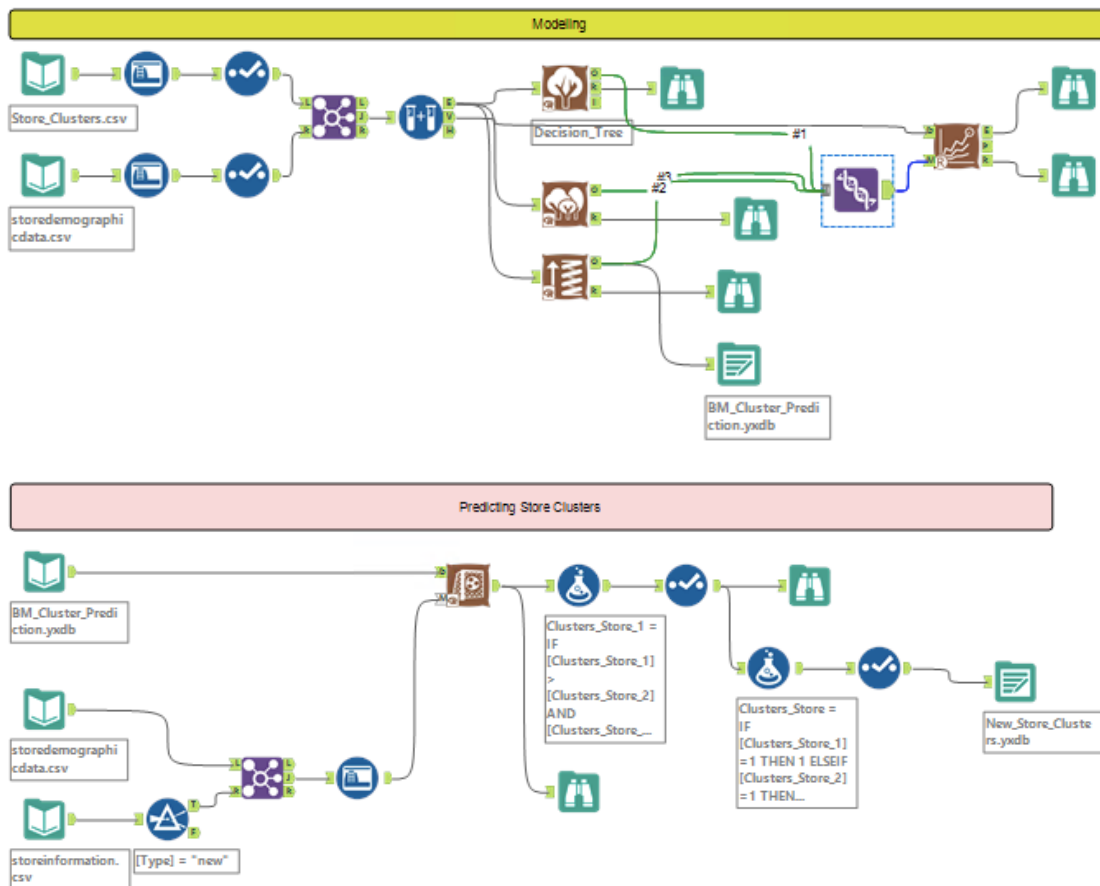 Modeling
Store_Clusters.csv
Decision_Tree
#1
#3
#2
storedemographi
cdata.csv
BM_Cluster_Predi
ction.yxdb
Predicting Store Clusters
BM_Cluster_Predi
ction.yxdb
Clusters_Store_1 =
IF
[Clusters_Store_1]
>
[Clusters_Store_2]
AND
[Clusters_Store_...
Clusters_Store =
IF
[Clusters_Store_1]
=1 THEN 1 ELSEIF
[Clusters_Store_2]
=1 THEN...
New_Store_Cluste
rs.yxdb
storedemographi
cdata.csv
storeinformation.
csv
[Type] = "new"